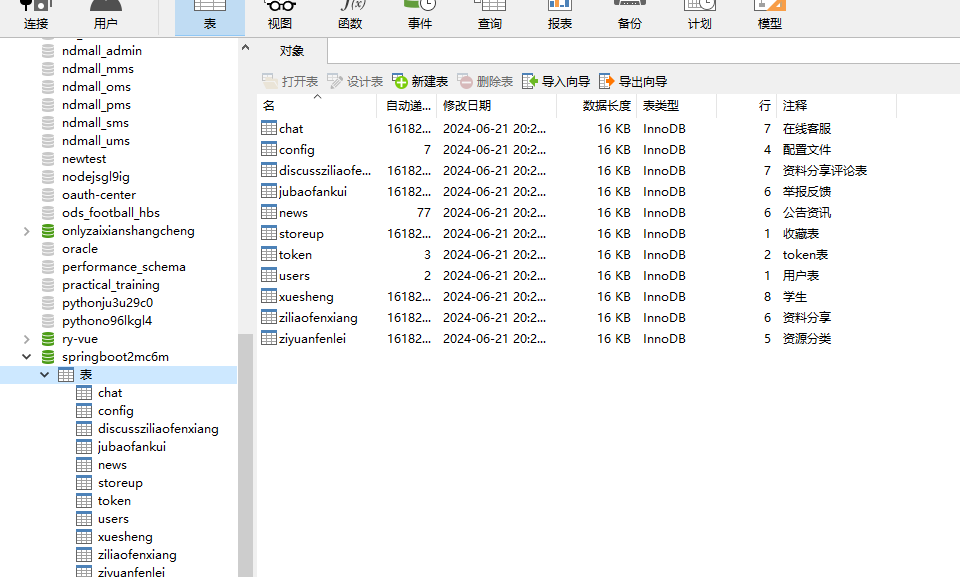 连接 用户 表 视图 函数 事件 查询 报表 备份 计划 模型
ndmall_admin
ndmall_mms
ndmall_oms
ndmall_pms
ndmall_sms
ndmall_ums
newtest
nodejsgl9ig
oauth-center
ods_football_hbs
onlyzaixianshangcheng
oracle
performance_schema
practical_training
pythonju3u29c0
pythono96lkgl4
ry-vue
springboot2mc6m
表
chat
config
discussziliaofenxiang
jubaofankui
news
storeup
token
users
xuesheng
ziliaofenxiang
ziyuanfenlei
对象
打开表 设计表 新建表 删除表 导入向导 导出向导
名 自动递... 修改日期 数据长度 表类型 行 注释
chat 16182... 2024-06-21 20:2... 16 KB InnoDB 7 在线客服
config 7 2024-06-21 20:2... 16 KB InnoDB 4 配置文件
discussziliaofe... 16182... 2024-06-21 20:2... 16 KB InnoDB 7 资料分享评论表
jubaofankui 16182... 2024-06-21 20:2... 16 KB InnoDB 6 举报反馈
news 77 2024-06-21 20:2... 16 KB InnoDB 6 公告资讯
storeup 16182... 2024-06-21 20:2... 16 KB InnoDB 1 收藏表
token 3 2024-06-21 20:2... 16 KB InnoDB 2 token表
users 2 2024-06-21 20:2... 16 KB InnoDB 1 用户表
xuesheng 16182... 2024-06-21 20:2... 16 KB InnoDB 8 学生
ziliaofenxiang 16182... 2024-06-21 20:2... 16 KB InnoDB 6 资料分享
ziyuanfenlei 16182... 2024-06-21 20:2... 16 KB InnoDB 5 资源分类